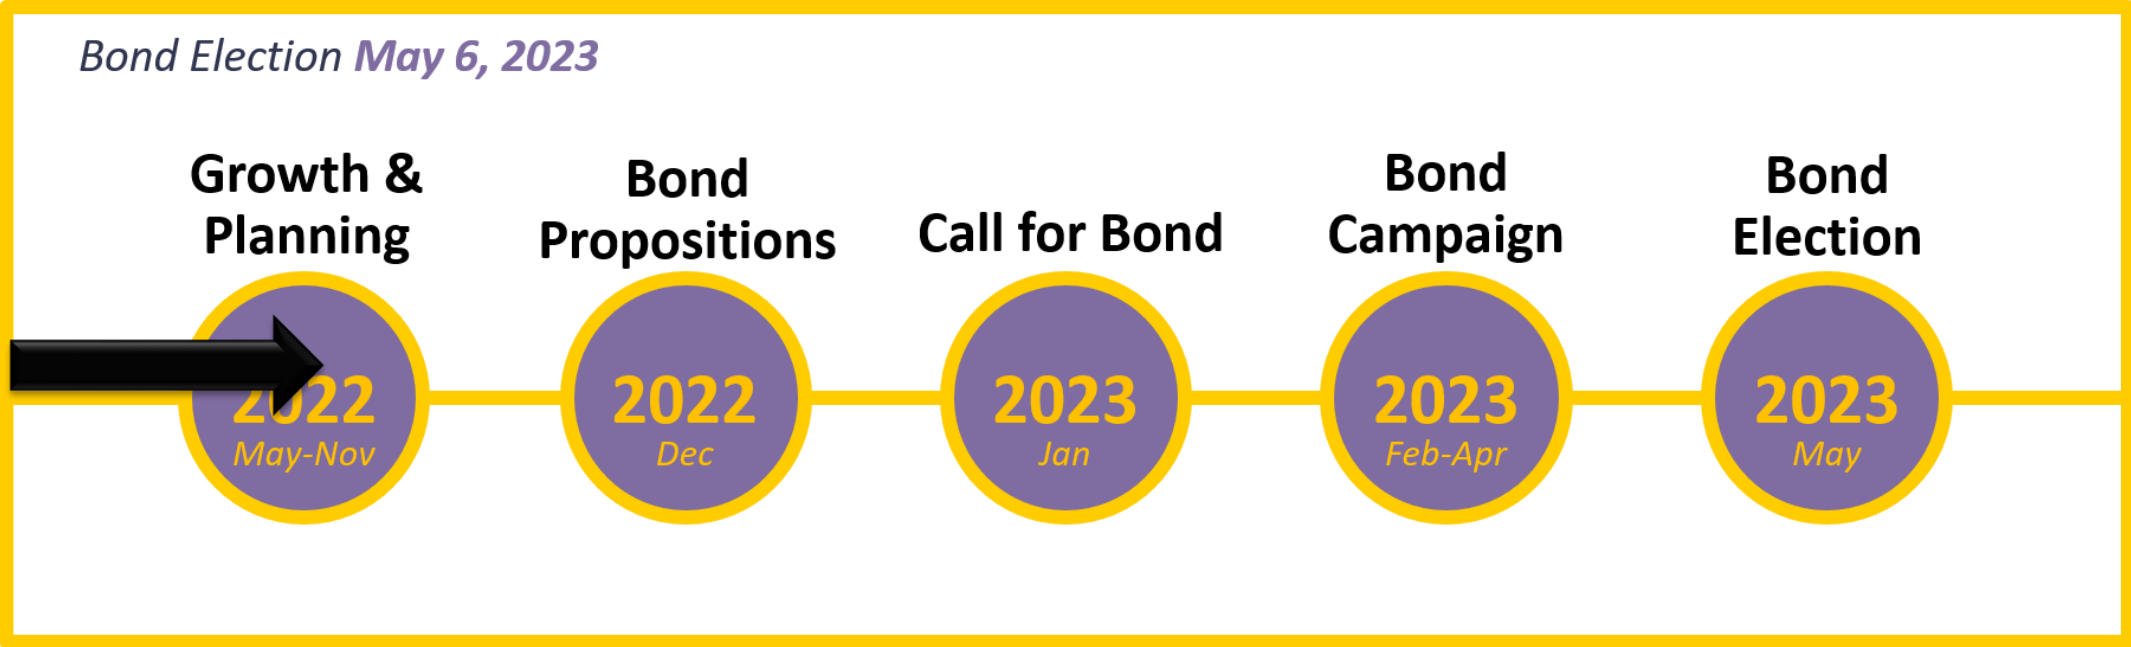 Bond Election May 6, 2023
Growth &
Planning
2022
May-Nov
Bond
Propositions
2022
Dec
Call for Bond
2023
Jan
Bond
Campaign
2023
Feb-Apr
Bond
Election
2023
May